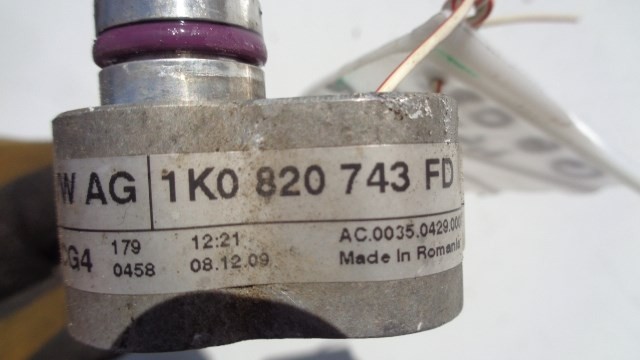 W AG 1K0 820 743 FD
CG4 179 12:21 AC.0035.0429.00
0458 08.12.09 Made In Romania